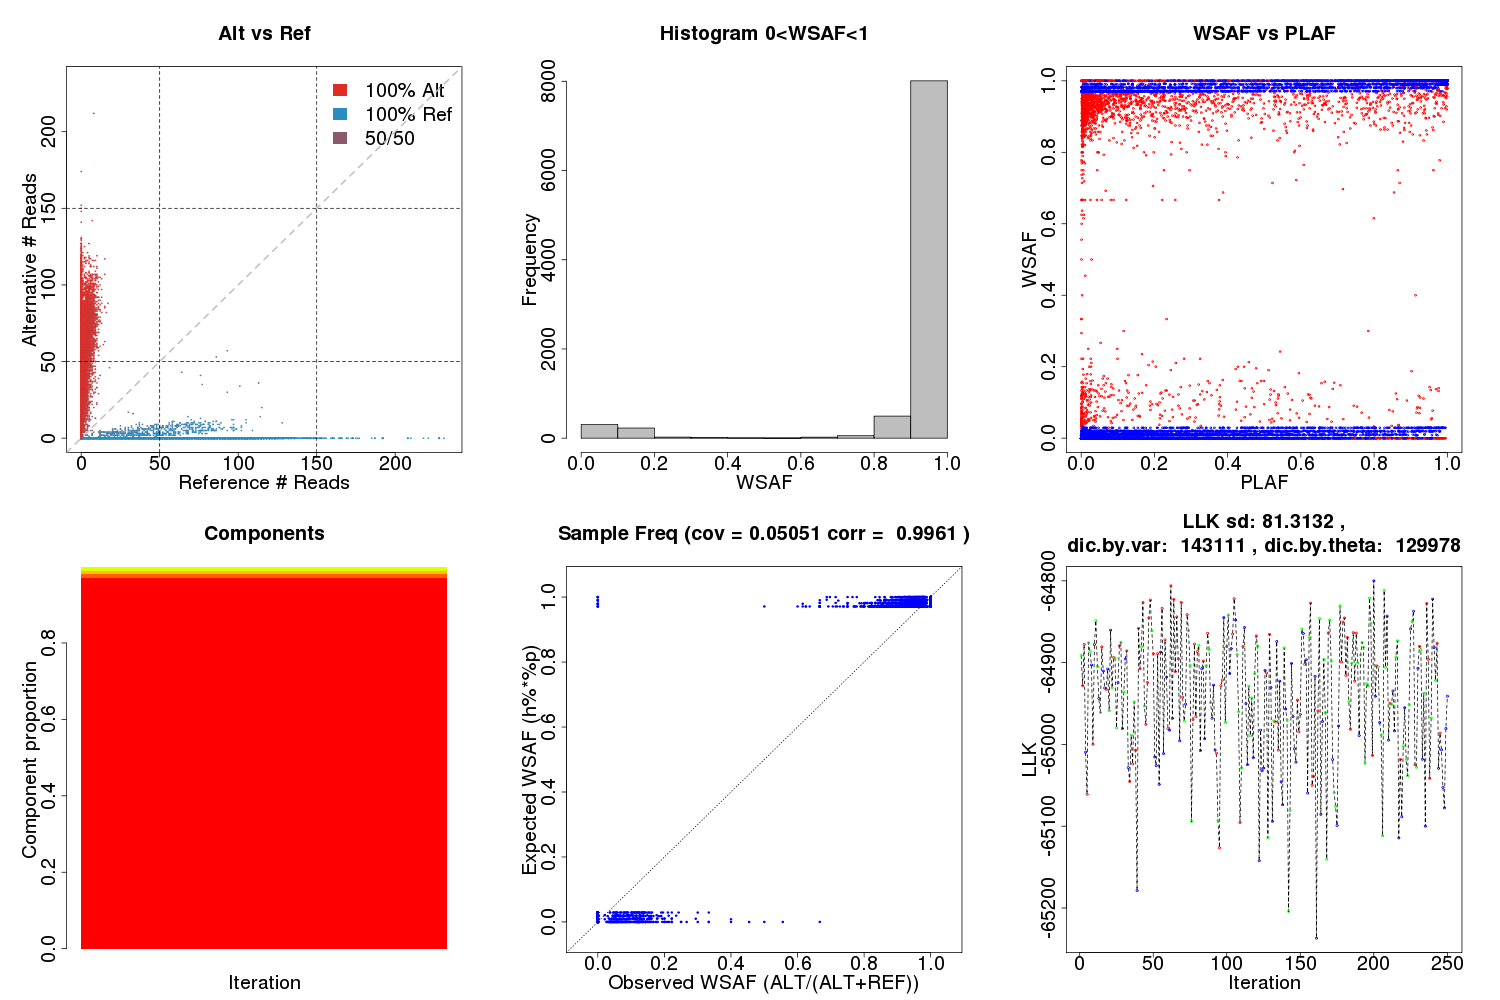 Alt vs Ref
100% Alt
100% Ref
50/50
Alternative # Reads
0 50 100 150 200
0 50 100 150 200
Reference # Reads
Histogram 0<WSAF<1
Frequency
0 2000 4000 6000 8000
0.0 0.2 0.4 0.6 0.8 1.0
WSAF
WSAF vs PLAF
WSAF
0.0 0.2 0.4 0.6 0.8 1.0
0.0 0.2 0.4 0.6 0.8 1.0
PLAF
Components
Component proportion
0.0 0.2 0.4 0.6 0.8
Iteration
Sample Freq (cov = 0.05051 corr = 0.9961 )
Expected WSAF (h%*%p)
0.0 0.2 0.4 0.6 0.8 1.0
0.0 0.2 0.4 0.6 0.8 1.0
Observed WSAF (ALT/(ALT+REF))
LLK sd: 81.3132 ,
dic.by.var: 143111 , dic.by.theta: 129978
LLK
-65200 -65100 -65000 -64900 -64800
0 50 100 150 200 250
Iteration